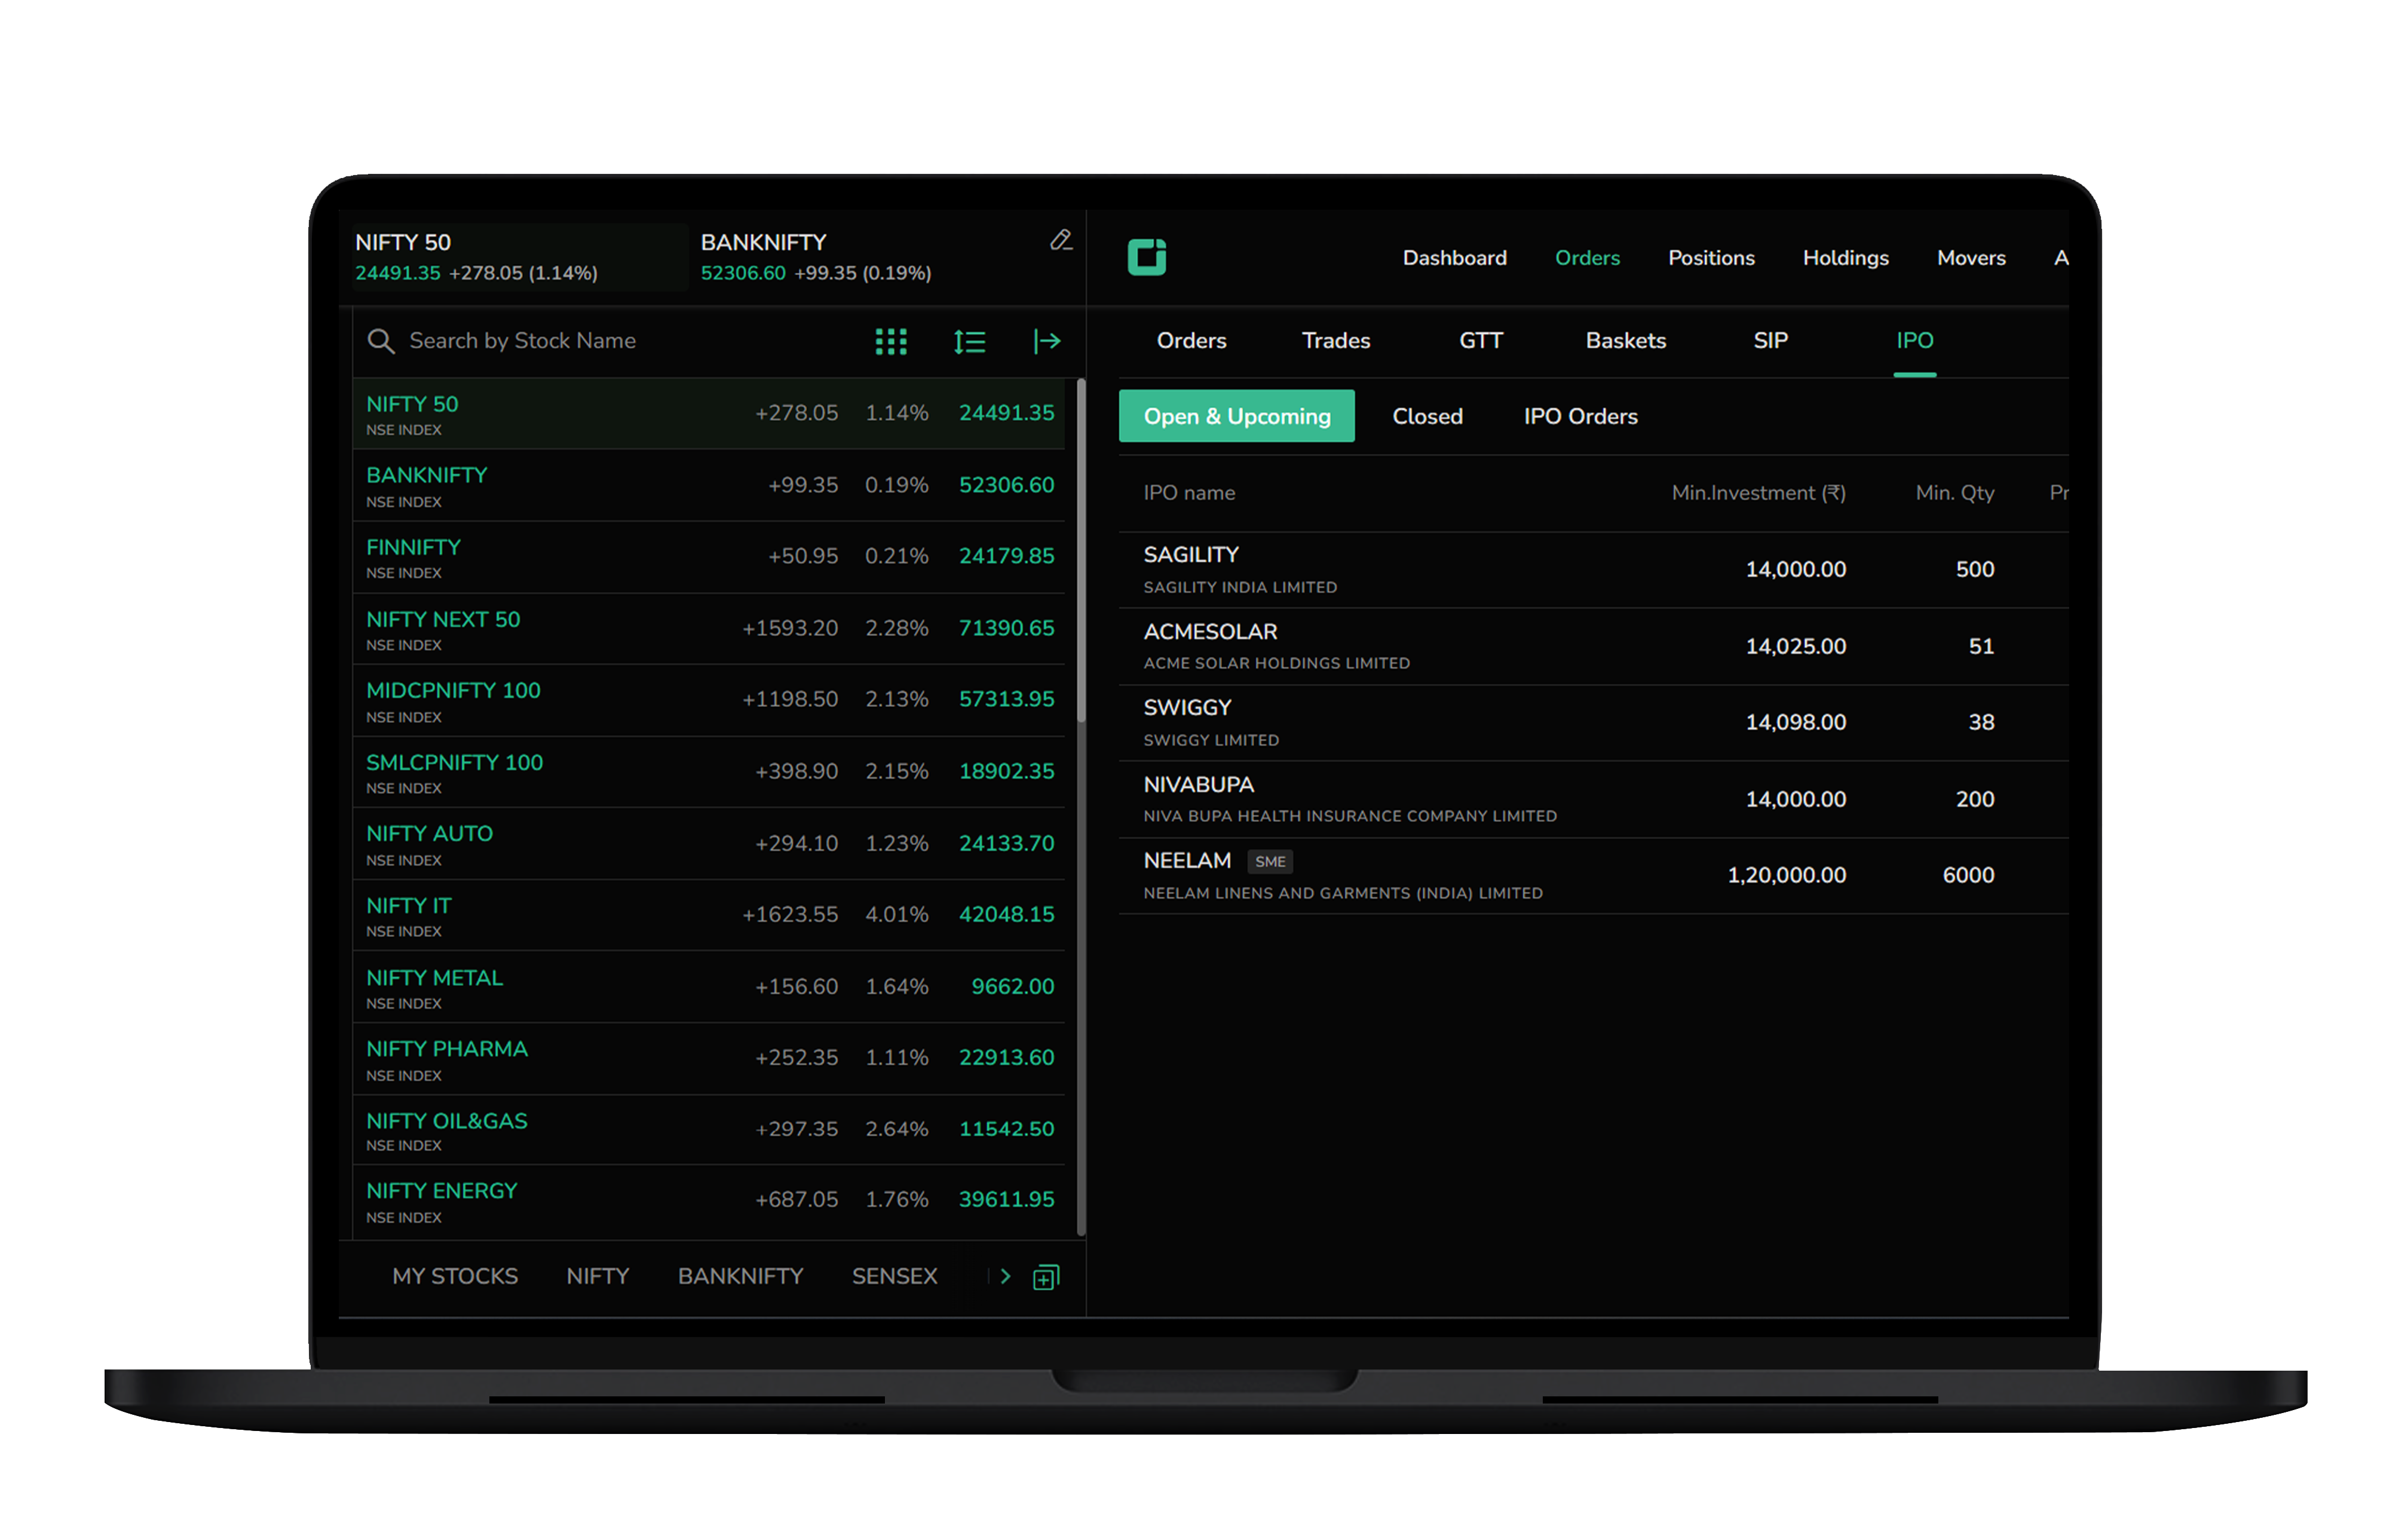 NIFTY 50
24491.35 +278.05 (1.14%)
BANKNIFTY
52306.60 +99.35 (0.19%)
Search by Stock Name
NIFTY 50 +278.05 1.14% 24491.35
NSE INDEX
BANKNIFTY +99.35 0.19% 52306.60
NSE INDEX
FINNIFTY +50.95 0.21% 24179.85
NSE INDEX
NIFTY NEXT 50 +1593.20 2.28% 71390.65
NSE INDEX
MIDCPNIFTY 100 +1198.50 2.13% 57313.95
NSE INDEX
SMLCPNIFTY 100 +398.90 2.15% 18902.35
NSE INDEX
NIFTY AUTO +294.10 1.23% 24133.70
NSE INDEX
NIFTY IT +1623.55 4.01% 42048.15
NSE INDEX
NIFTY METAL +156.60 1.64% 9662.00
NSE INDEX
NIFTY PHARMA +252.35 1.11% 22913.60
NSE INDEX
NIFTY OIL&GAS +297.35 2.64% 11542.50
NSE INDEX
NIFTY ENERGY +687.05 1.76% 39611.95
NSE INDEX
MY STOCKS NIFTY BANKNIFTY SENSEX
Dashboard Orders Positions Holdings Movers A
Orders Trades GTT Baskets SIP IPO
Open & Upcoming Closed IPO Orders
IPO name Min.Investment (₹) Min. Qty Pr
SAGILITY 14,000.00 500
SAGILITY INDIA LIMITED
ACMESOLAR 14,025.00 51
ACME SOLAR HOLDINGS LIMITED
SWIGGY 14,098.00 38
SWIGGY LIMITED
NIVABUPA 14,000.00 200
NIVA BUPA HEALTH INSURANCE COMPANY LIMITED
NEELAM SME 1,20,000.00 6000
NEELAM LINENS AND GARMENTS (INDIA) LIMITED